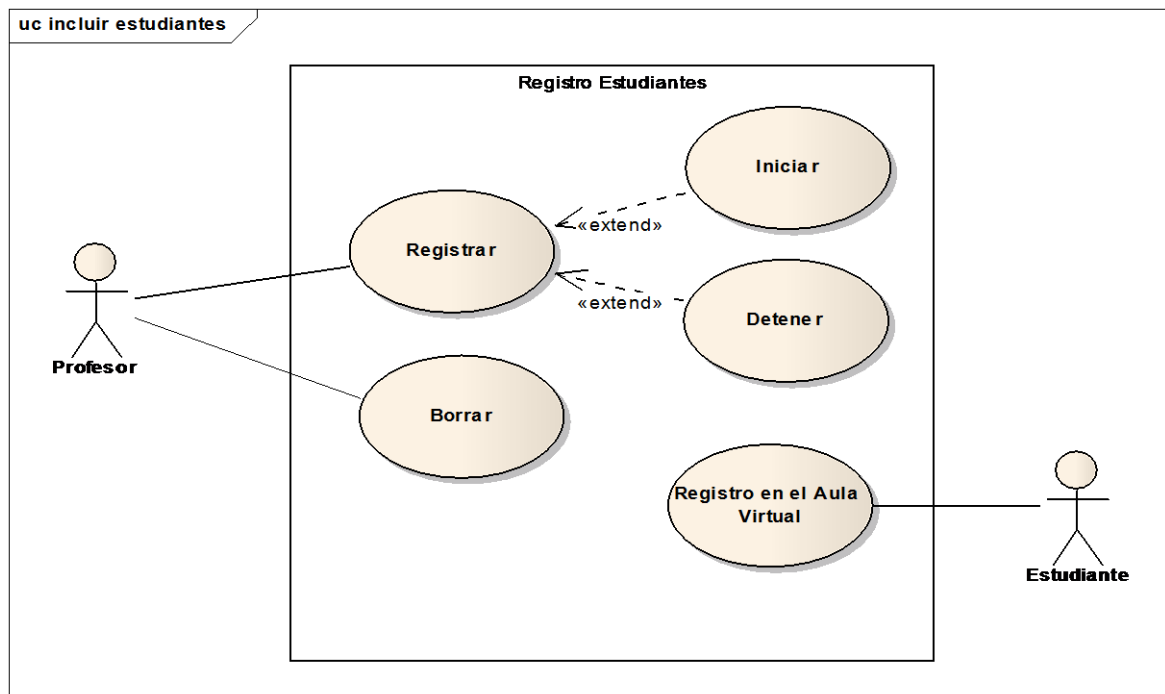 uc incluir estudiantes
Registro Estudiantes
Iniciar
«extend»
Registrar
Detener
«extend»
Profesor
Borrar
Registro en el Aula
Virtual
Estudiante